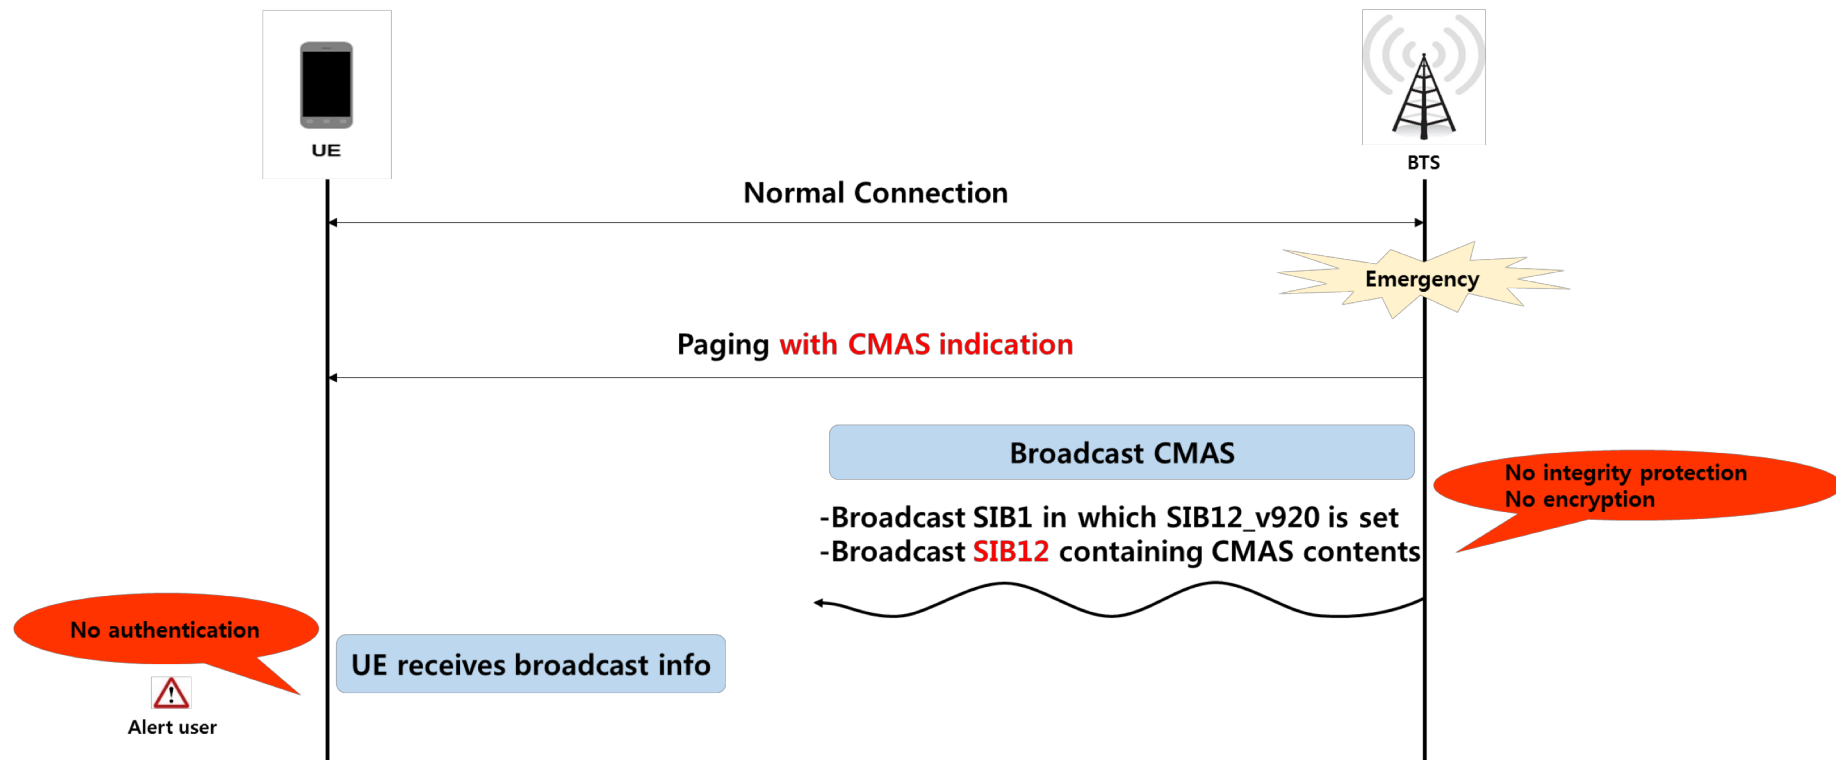 UE
BTS
Normal Connection
Emergency
Paging with CMAS indication
Broadcast CMAS
No integrity protection
No encryption
-Broadcast SIB1 in which SIB12_v920 is set
-Broadcast SIB12 containing CMAS contents
No authentication
UE receives broadcast info
Alert user